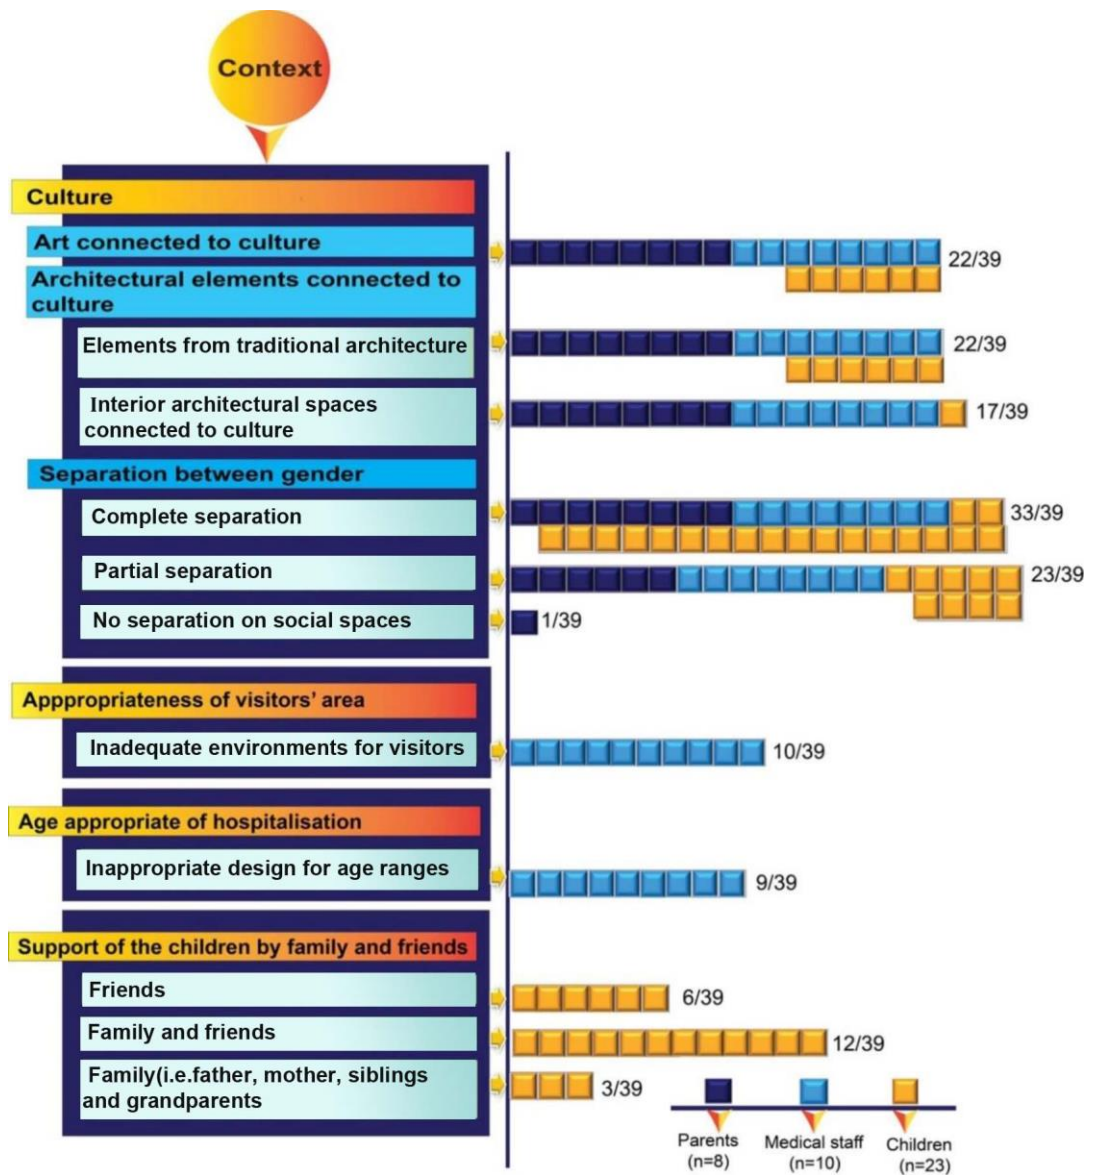 Context
Culture
Art connected to culture
22/39
Architectural elements connected to
culture
Elements from traditional architecture
22/39
Interior architectural spaces
connected to culture
17/39
Separation between gender
Complete separation
33/39
Partial separation
23/39
No separation on social spaces
1/39
Apppropriateness of visitors' area
Inadequate environments for visitors
10/39
Age appropriate of hospitalisation
Inappropriate design for age ranges
9/39
Support of the children by family and friends
Friends
6/39
Family and friends
12/39
Family(i.e.father, mother, siblings
and grandparents
3/39
Parents
(n=8)
Medical staff
(n=10)
Children
(n=23)